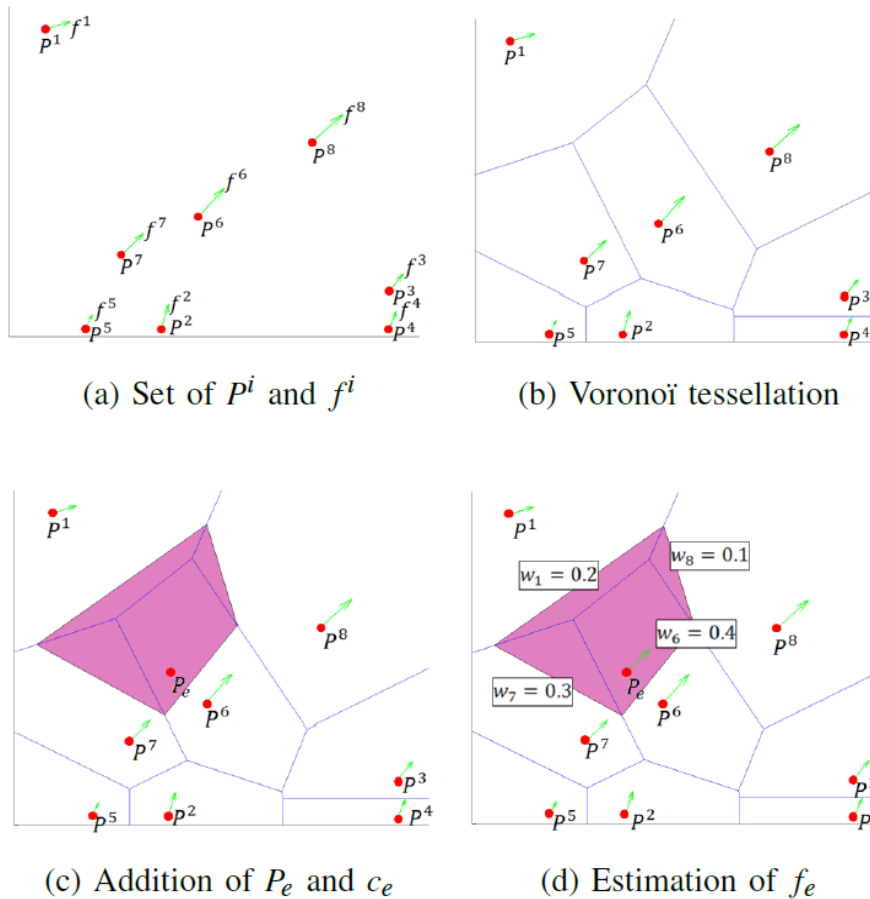 P¹ f¹
f⁸
P⁸
f⁶
P⁶
f⁷
P⁷
f³
P³
f⁵ f² f⁴
P⁵ P² P⁴
(a) Set of Pⁱ and fⁱ
P¹
P⁸
P⁶
P⁷
P³
P⁵ P² P⁴
(b) Voronoï tessellation
P¹
P⁸
Pₑ
P⁶
P⁷
P³
P⁵ P² P⁴
(c) Addition of Pₑ and cₑ
P¹
w₈ = 0.1
w₁ = 0.2
P⁸
w₆ = 0.4
Pₑ
w₇ = 0.3
P⁶
P⁷
P
P⁵ P² P
(d) Estimation of fₑ